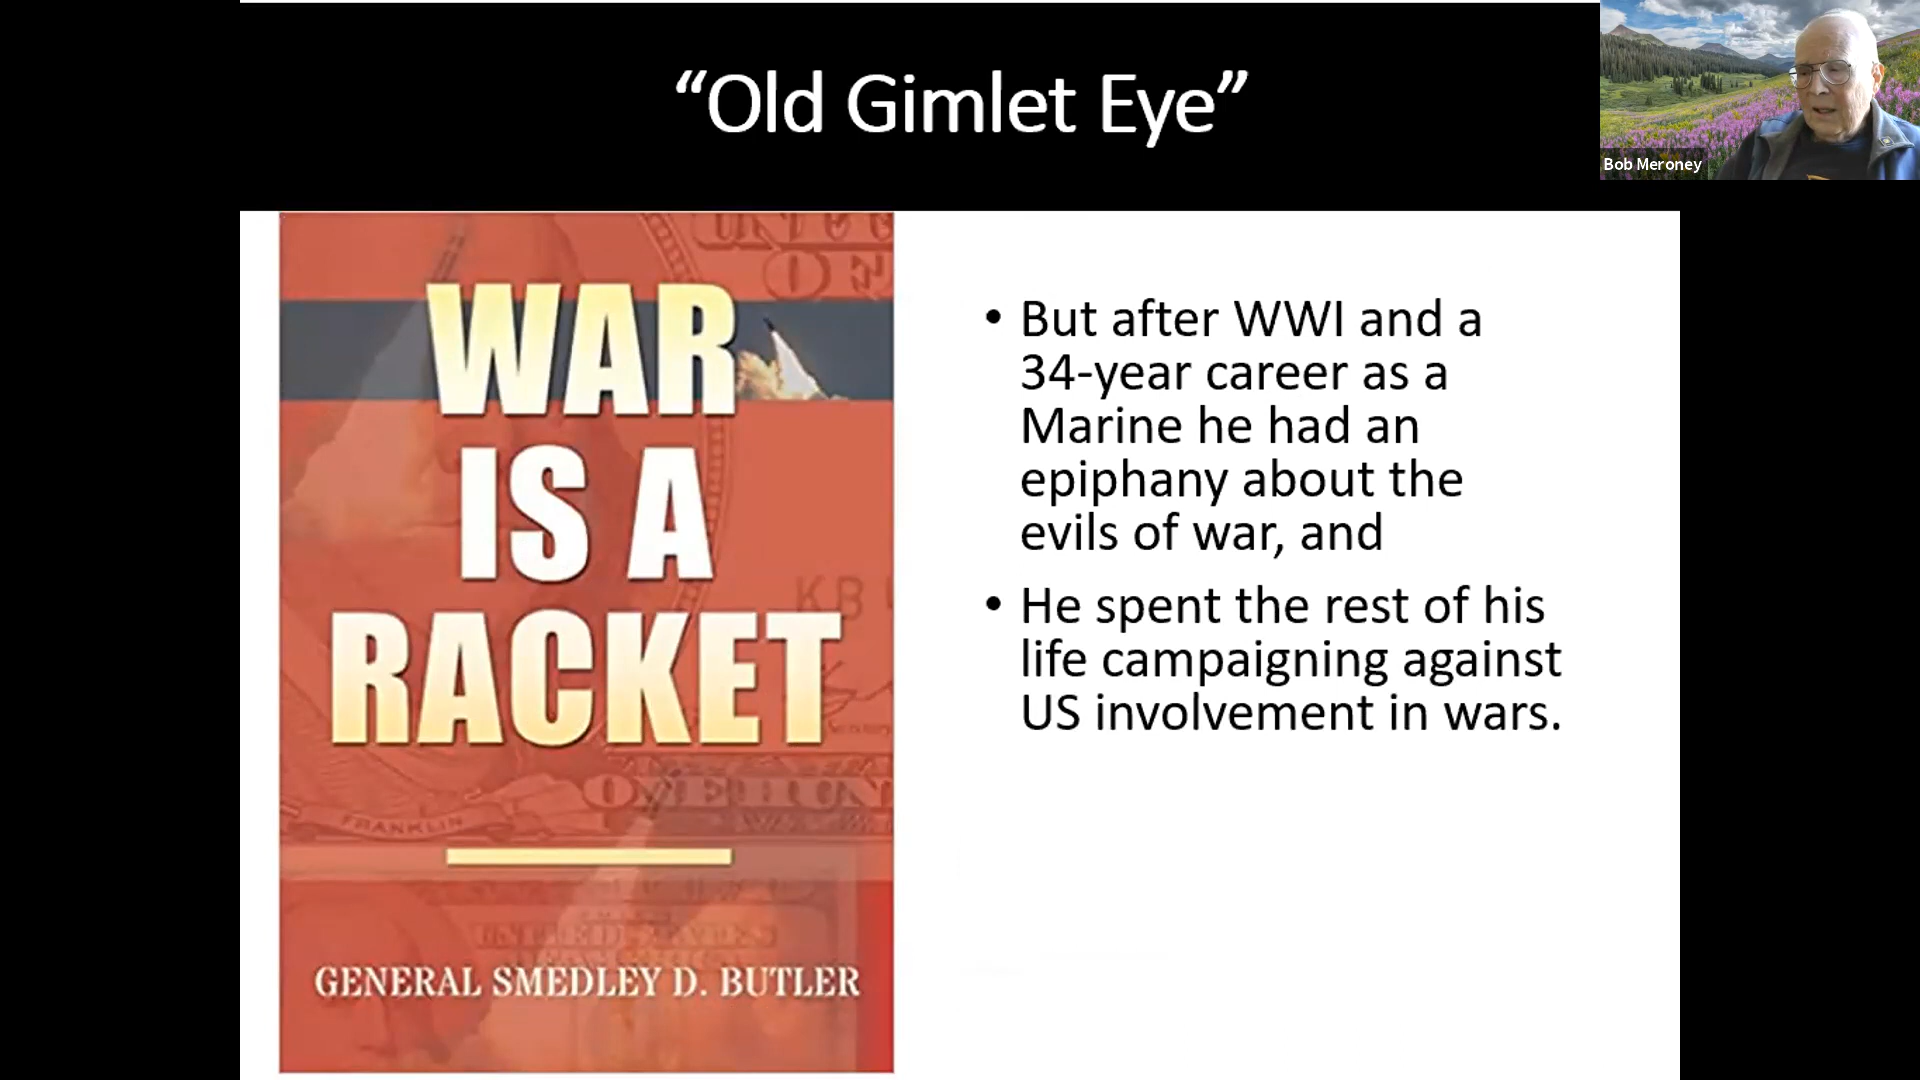 “Old Gimlet Eye”
Bob Meroney
WAR
IS A
RACKET
FRANKLIN
GENERAL SMEDLEY D. BUTLER
• But after WWI and a
34-year career as a
Marine he had an
epiphany about the
evils of war, and
• He spent the rest of his
life campaigning against
US involvement in wars.